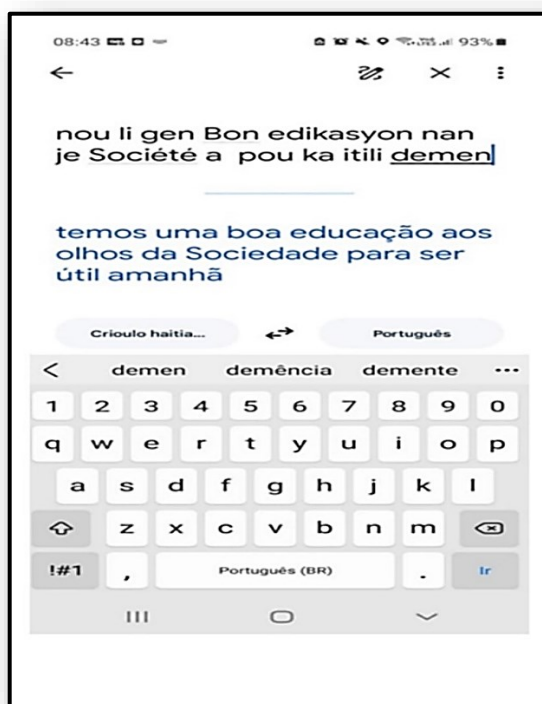 08:43 93%
nou li gen Bon edikasyon nan
je Société a pou ka itili demen
temos uma boa educação aos
olhos da Sociedade para ser
útil amanhã
Crioulo haitia... Português
demen demência demente
1 2 3 4 5 6 7 8 9 0
q w e r t y u i o p
a s d f g h j k l
z x c v b n m
!#1 , Português (BR) . Ir